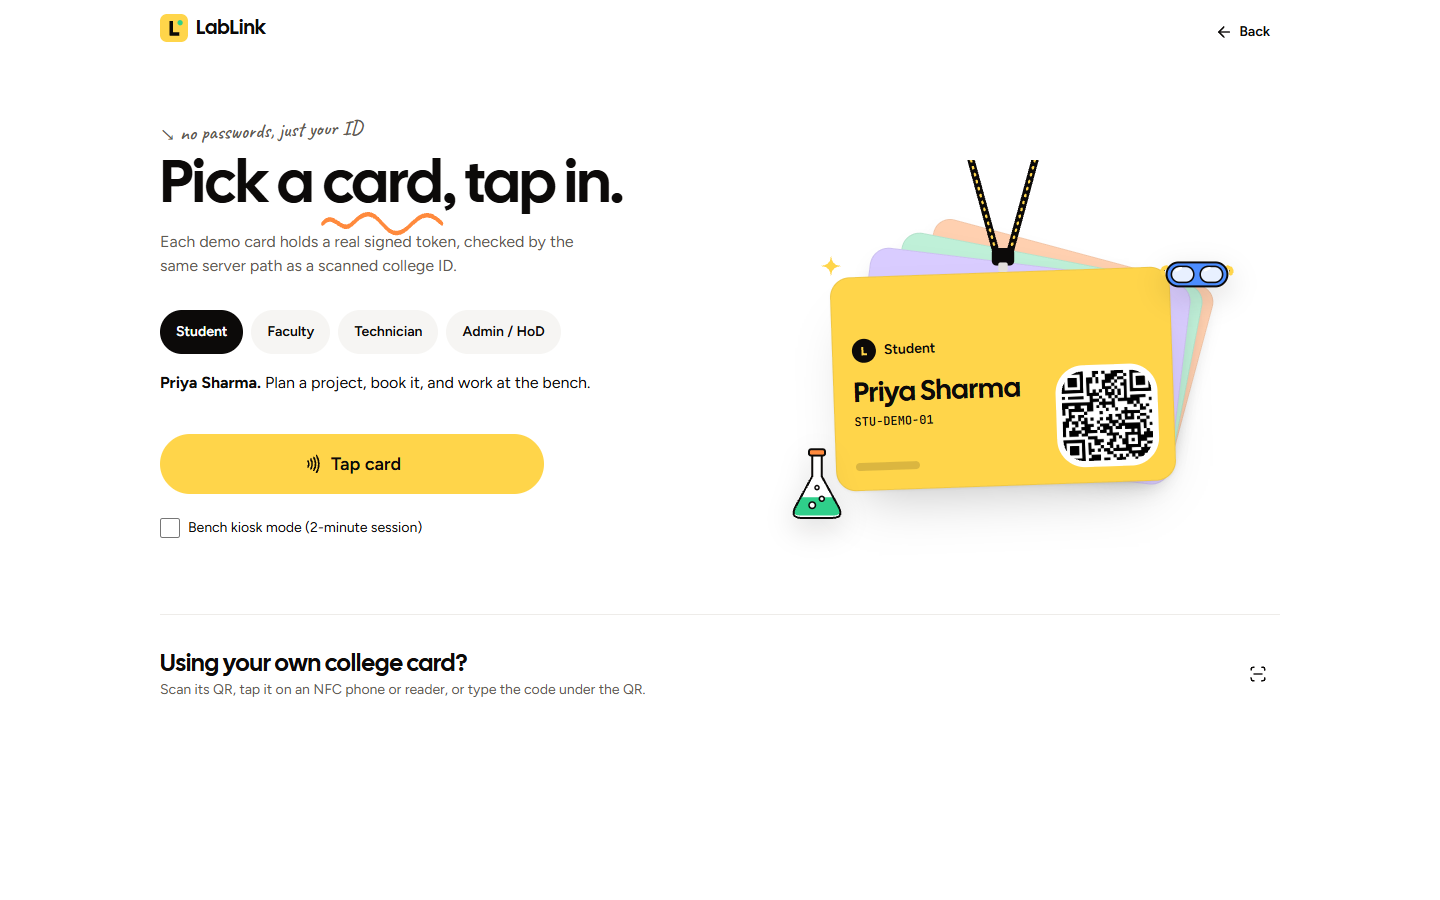 LabLink
Back
no passwords, just your ID
Pick a card, tap in.
Each demo card holds a real signed token, checked by the
same server path as a scanned college ID.
Student
Faculty
Technician
Admin / HoD
Priya Sharma. Plan a project, book it, and work at the bench.
Tap card
Bench kiosk mode (2-minute session)
L Student
Priya Sharma
STU-DEMO-01
Using your own college card?
Scan its QR, tap it on an NFC phone or reader, or type the code under the QR.